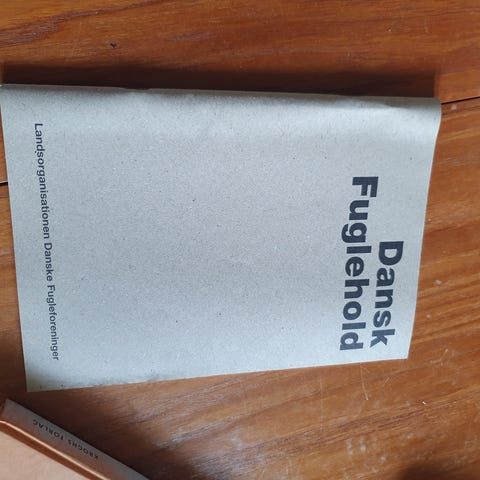 Dansk
Fuglehold
Landsorganisationen Danske Fugleforeninger
KROGHS FORLAG